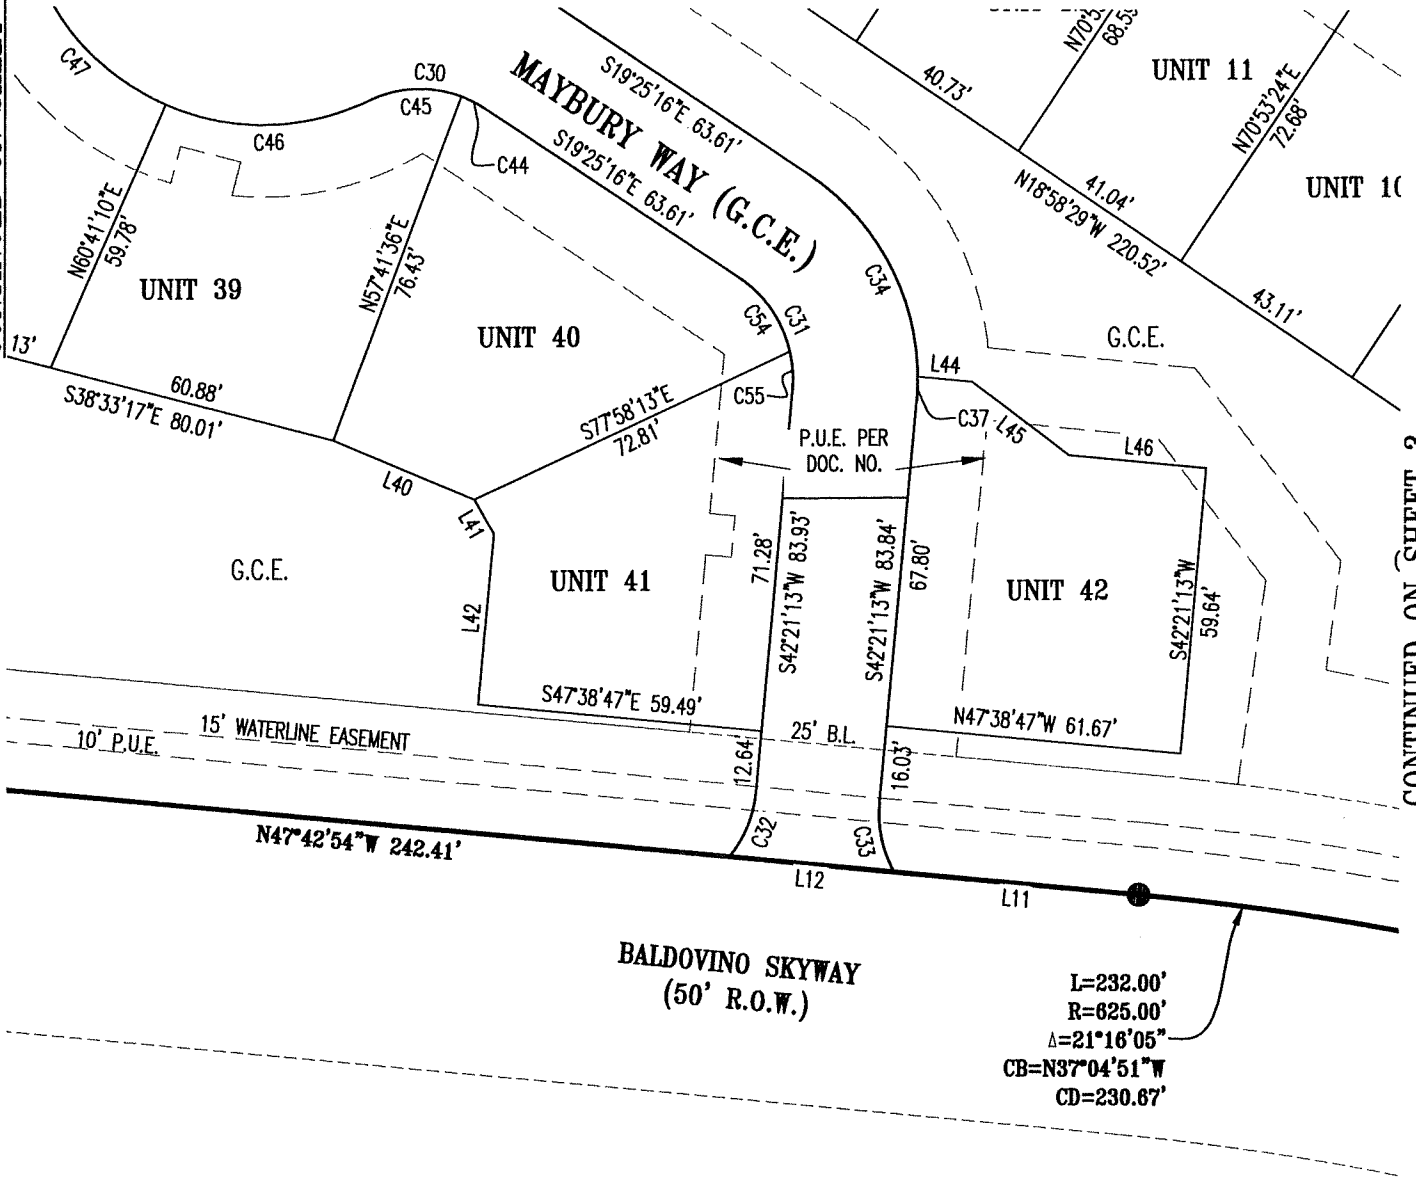 C47
C30
C45
C46
C44
MAYBURY WAY (G.C.E.)
S19°25'16"E 63.61'
S19°25'16"E 63.61'
40.73'
68.5
UNIT 11
N70°53'24"E
72.68'
UNIT 10
41.04'
N18°58'29"W 220.52'
43.11'
N60°41'10"E
59.78'
UNIT 39
N57°41'36"E
76.43'
UNIT 40
C54
C31
C34
G.C.E.
13'
60.88'
S38°33'17"E 80.01'
S77°58'13"E
72.81'
C55
L44
C37
L45
L46
P.U.E. PER
DOC. NO.
L40
L41
L42
G.C.E.
UNIT 41
71.28'
S42°21'13"W 83.93'
S42°21'13"W 83.84'
67.80'
UNIT 42
S42°21'13"W
59.64'
CONTINUED ON SHEET
S47°38'47"E 59.49'
N47°38'47"W 61.67'
15' WATERLINE EASEMENT
10' P.U.E.
25' B.L.
12.64'
16.03'
C32
C33
N47°42'54"W 242.41'
L12
L11
BALDOVINO SKYWAY
(50' R.O.W.)
L=232.00'
R=625.00'
Δ=21°16'05"
CB=N37°04'51"W
CD=230.67'